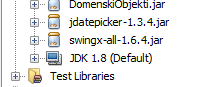 DomenskiObjekti.jar
jdatepicker-1.3.4.jar
swingx-all-1.6.4.jar
JDK 1.8 (Default)
Test Libraries